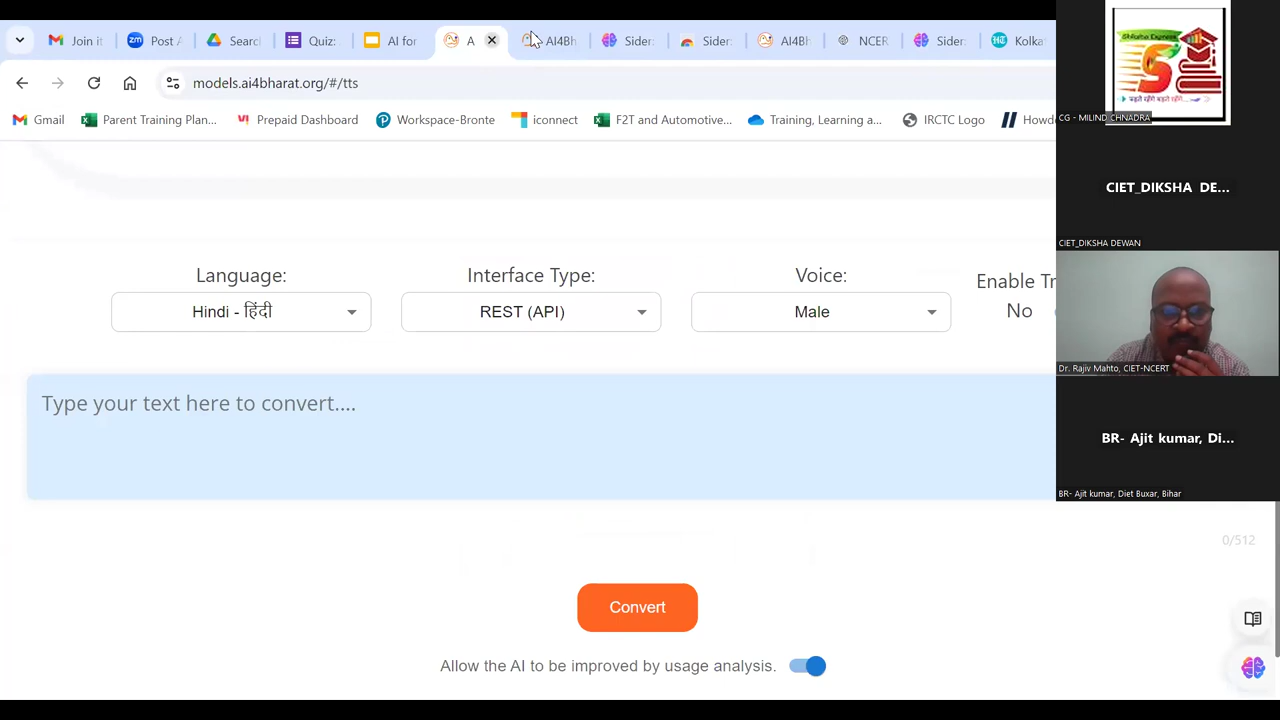 Join it
Post A
Searc
Quiz:
AI for
A
AI4Bh
Sider
Sider
AI4BH
NCER
Sider
Kolka
models.ai4bharat.org/#/tts
Gmail
Parent Training Plan...
Prepaid Dashboard
Workspace-Bronte
iconnect
F2T and Automotive...
Training, Learning a...
IRCTC Logo
Howd
Language:
Interface Type:
Voice:
Enable Tr
Hindi - हिंदी
REST (API)
Male
No
Type your text here to convert....
0/512
Convert
Allow the AI to be improved by usage analysis.
Shiksha Express
S
CG - MILIND CHNADRA
CIET_DIKSHA DE...
CIET_DIKSHA DEWAN
Dr. Rajiv Mahto, CIET-NCERT
BR- Ajit kumar, Di...
BR- Ajit kumar, Diet Buxar, Bihar